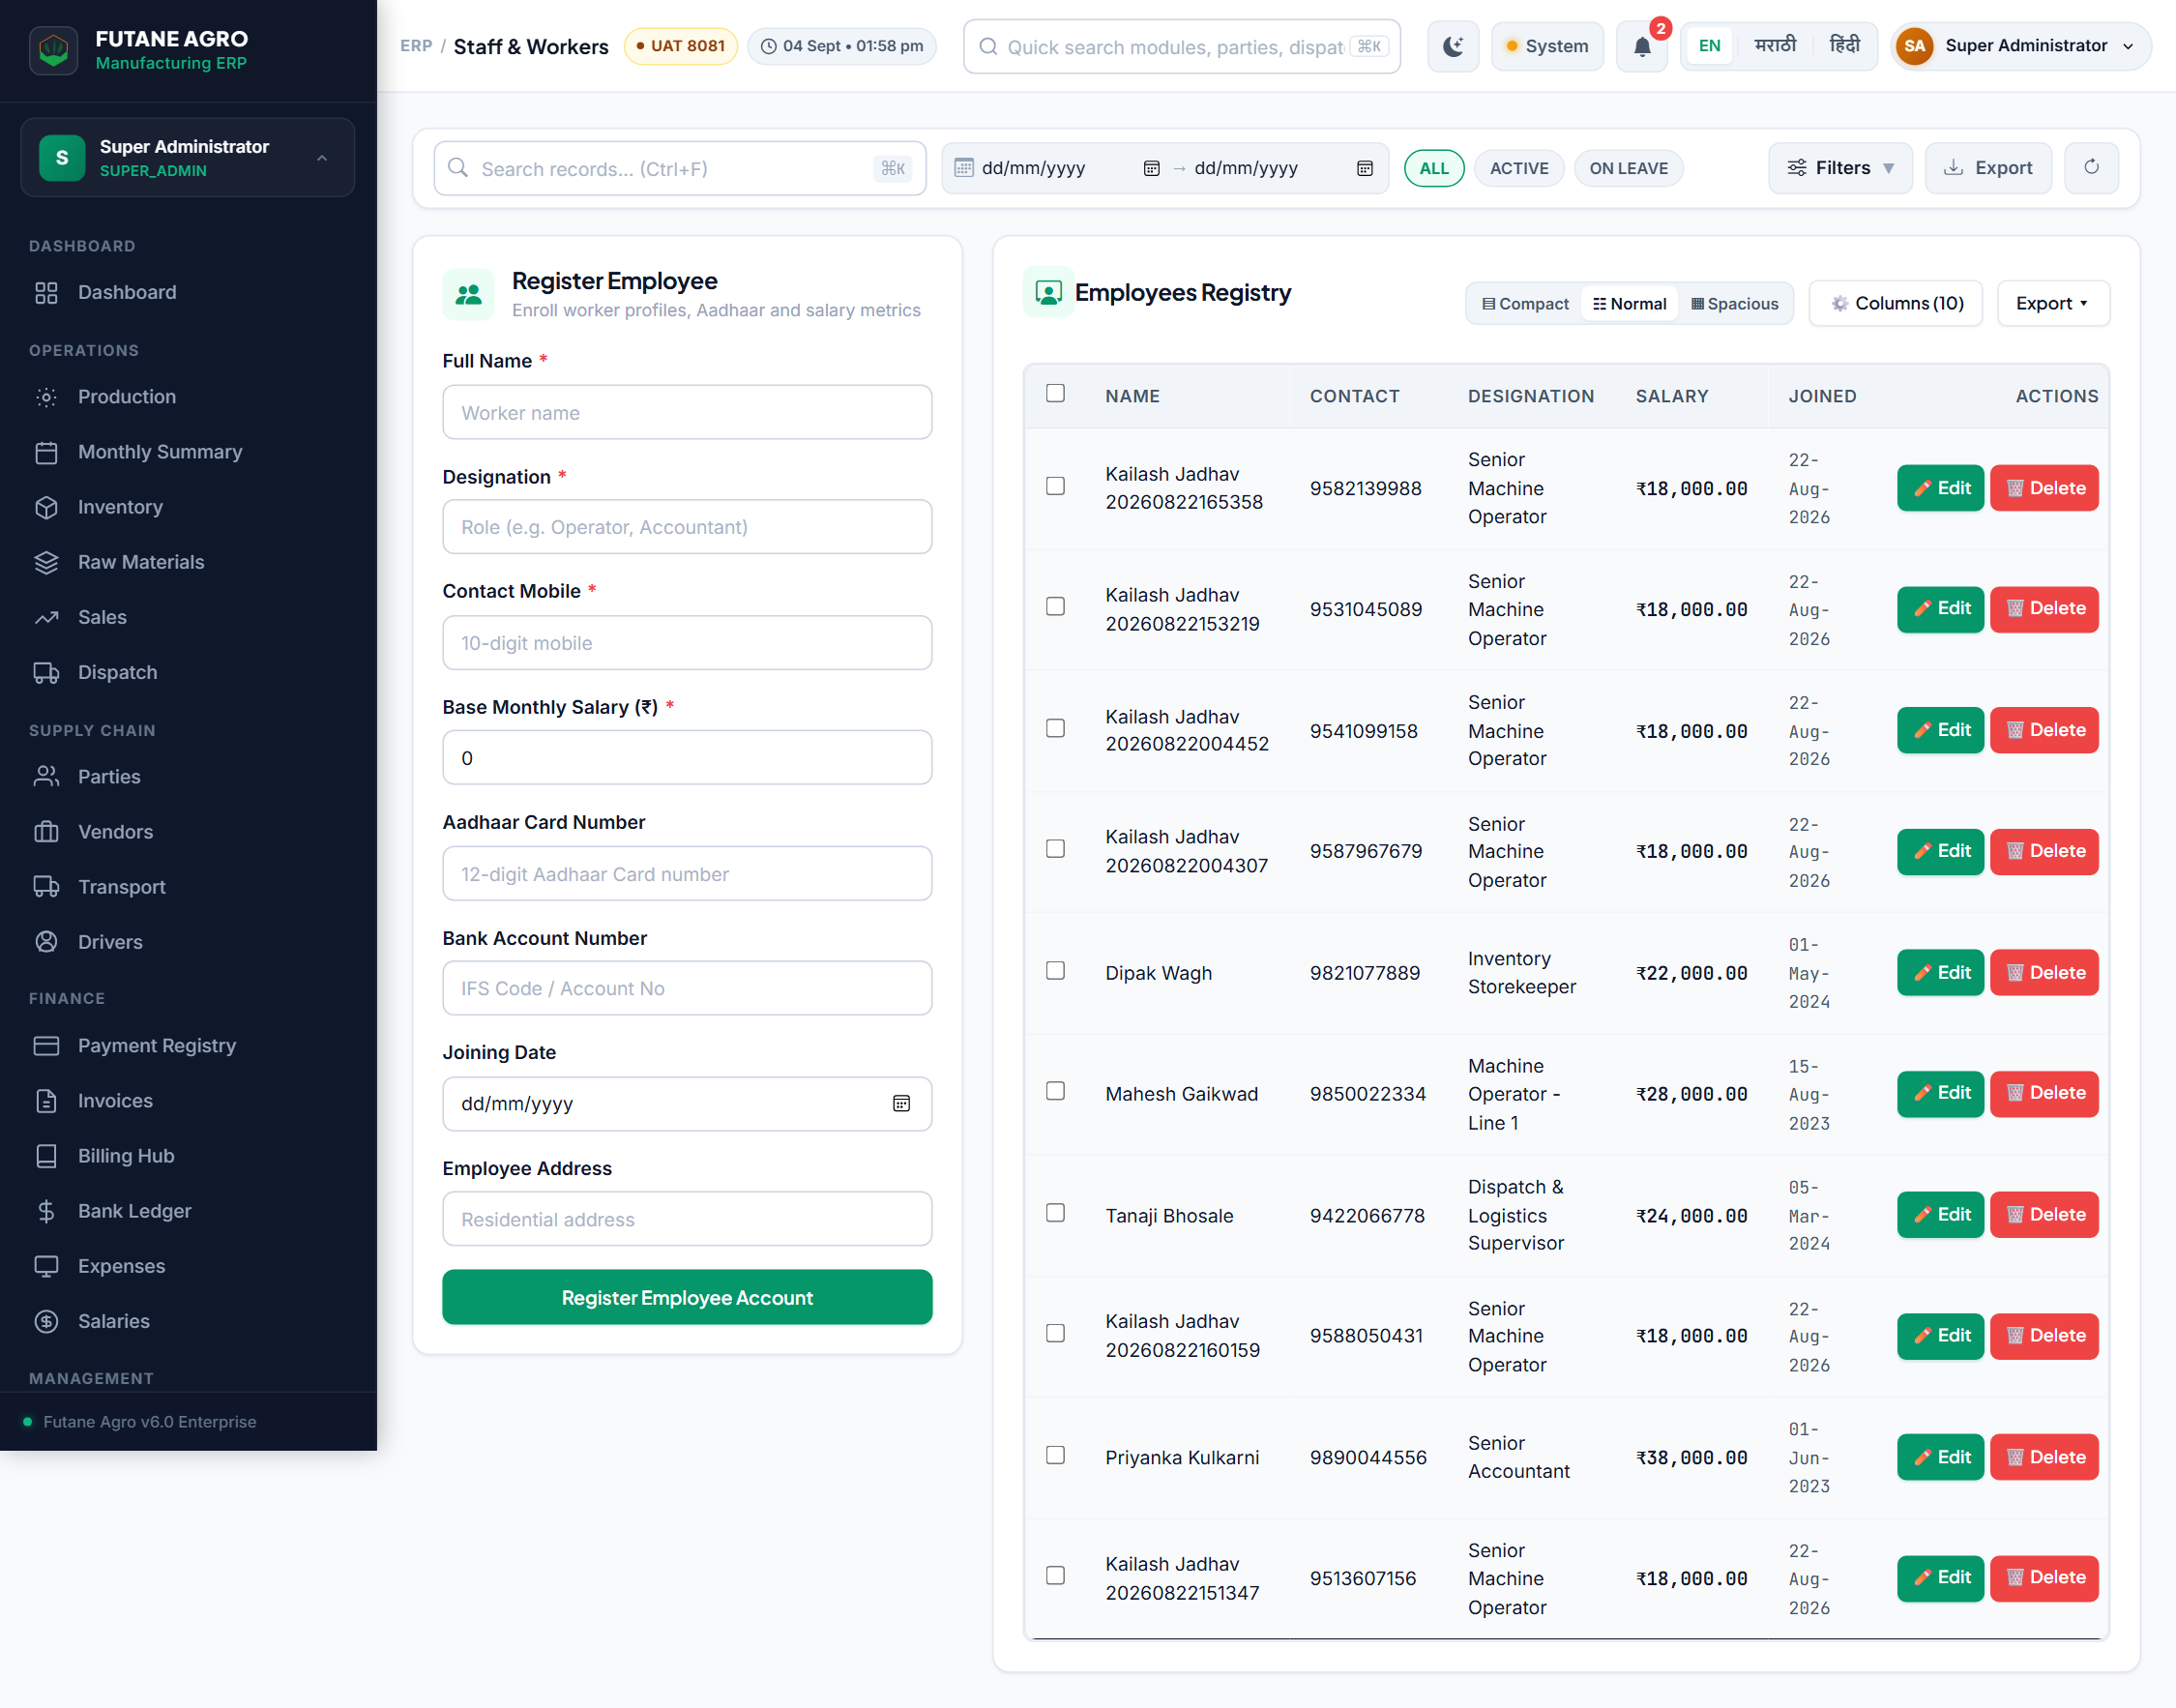 FUTANE AGRO
Manufacturing ERP
S
Super Administrator
SUPER_ADMIN
DASHBOARD
Dashboard
OPERATIONS
Production
Monthly Summary
Inventory
Raw Materials
Sales
Dispatch
SUPPLY CHAIN
Parties
Vendors
Transport
Drivers
FINANCE
Payment Registry
Invoices
Billing Hub
Bank Ledger
Expenses
Salaries
MANAGEMENT
Futane Agro v6.0 Enterprise
ERP / Staff & Workers
UAT 8081
04 Sept • 01:58 pm
Quick search modules, parties, dispat
⌘K
System
2
EN
मराठी
हिंदी
SA
Super Administrator
Search records... (Ctrl+F)
⌘K
dd/mm/yyyy → dd/mm/yyyy
ALL
ACTIVE
ON LEAVE
Filters ▼
Export
Register Employee
Enroll worker profiles, Aadhaar and salary metrics
Full Name *
Worker name
Designation *
Role (e.g. Operator, Accountant)
Contact Mobile *
10-digit mobile
Base Monthly Salary (₹) *
0
Aadhaar Card Number
12-digit Aadhaar Card number
Bank Account Number
IFS Code / Account No
Joining Date
dd/mm/yyyy
Employee Address
Residential address
Register Employee Account
Employees Registry
Compact
Normal
Spacious
Columns (10)
Export ▾
NAME CONTACT DESIGNATION SALARY JOINED ACTIONS
Kailash Jadhav
20260822165358
9582139988
Senior
Machine
Operator
₹18,000.00
22-
Aug-
2026
Edit
Delete
Kailash Jadhav
20260822153219
9531045089
Senior
Machine
Operator
₹18,000.00
22-
Aug-
2026
Edit
Delete
Kailash Jadhav
20260822004452
9541099158
Senior
Machine
Operator
₹18,000.00
22-
Aug-
2026
Edit
Delete
Kailash Jadhav
20260822004307
9587967679
Senior
Machine
Operator
₹18,000.00
22-
Aug-
2026
Edit
Delete
Dipak Wagh
9821077889
Inventory
Storekeeper
₹22,000.00
01-
May-
2024
Edit
Delete
Mahesh Gaikwad
9850022334
Machine
Operator -
Line 1
₹28,000.00
15-
Aug-
2023
Edit
Delete
Tanaji Bhosale
9422066778
Dispatch &
Logistics
Supervisor
₹24,000.00
05-
Mar-
2024
Edit
Delete
Kailash Jadhav
20260822160159
9588050431
Senior
Machine
Operator
₹18,000.00
22-
Aug-
2026
Edit
Delete
Priyanka Kulkarni
9890044556
Senior
Accountant
₹38,000.00
01-
Jun-
2023
Edit
Delete
Kailash Jadhav
20260822151347
9513607156
Senior
Machine
Operator
₹18,000.00
22-
Aug-
2026
Edit
Delete